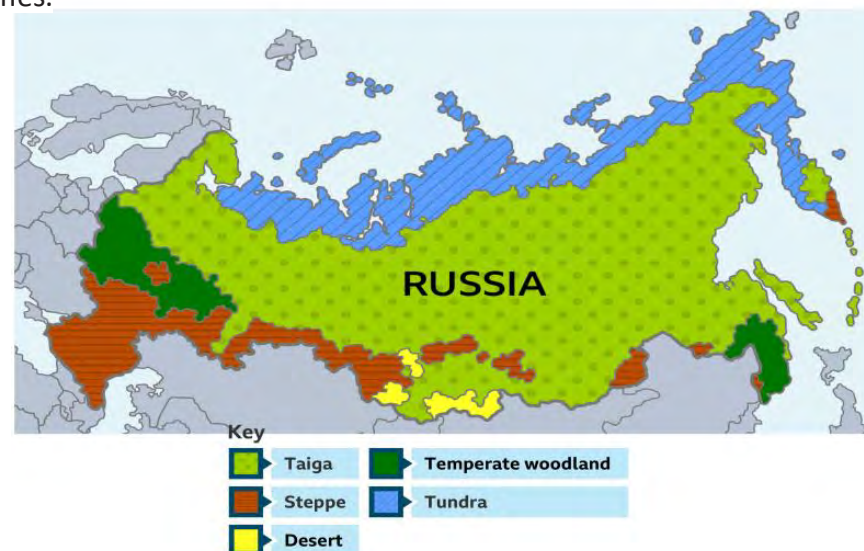 RUSSIA
Key
Taiga
Temperate woodland
Steppe
Tundra
Desert